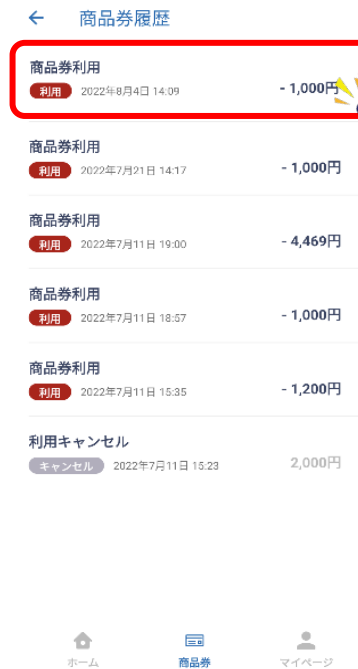 ← 商品券履歴
商品券利用
利用 2022年8月4日 14:09 - 1,000円
商品券利用
利用 2022年7月21日 14:17 - 1,000円
商品券利用
利用 2022年7月11日 19:00 - 4,469円
商品券利用
利用 2022年7月11日 18:57 - 1,000円
商品券利用
利用 2022年7月11日 15:35 - 1,200円
利用キャンセル
キャンセル 2022年7月11日 15:23 2,000円
ホーム 商品券 マイページ